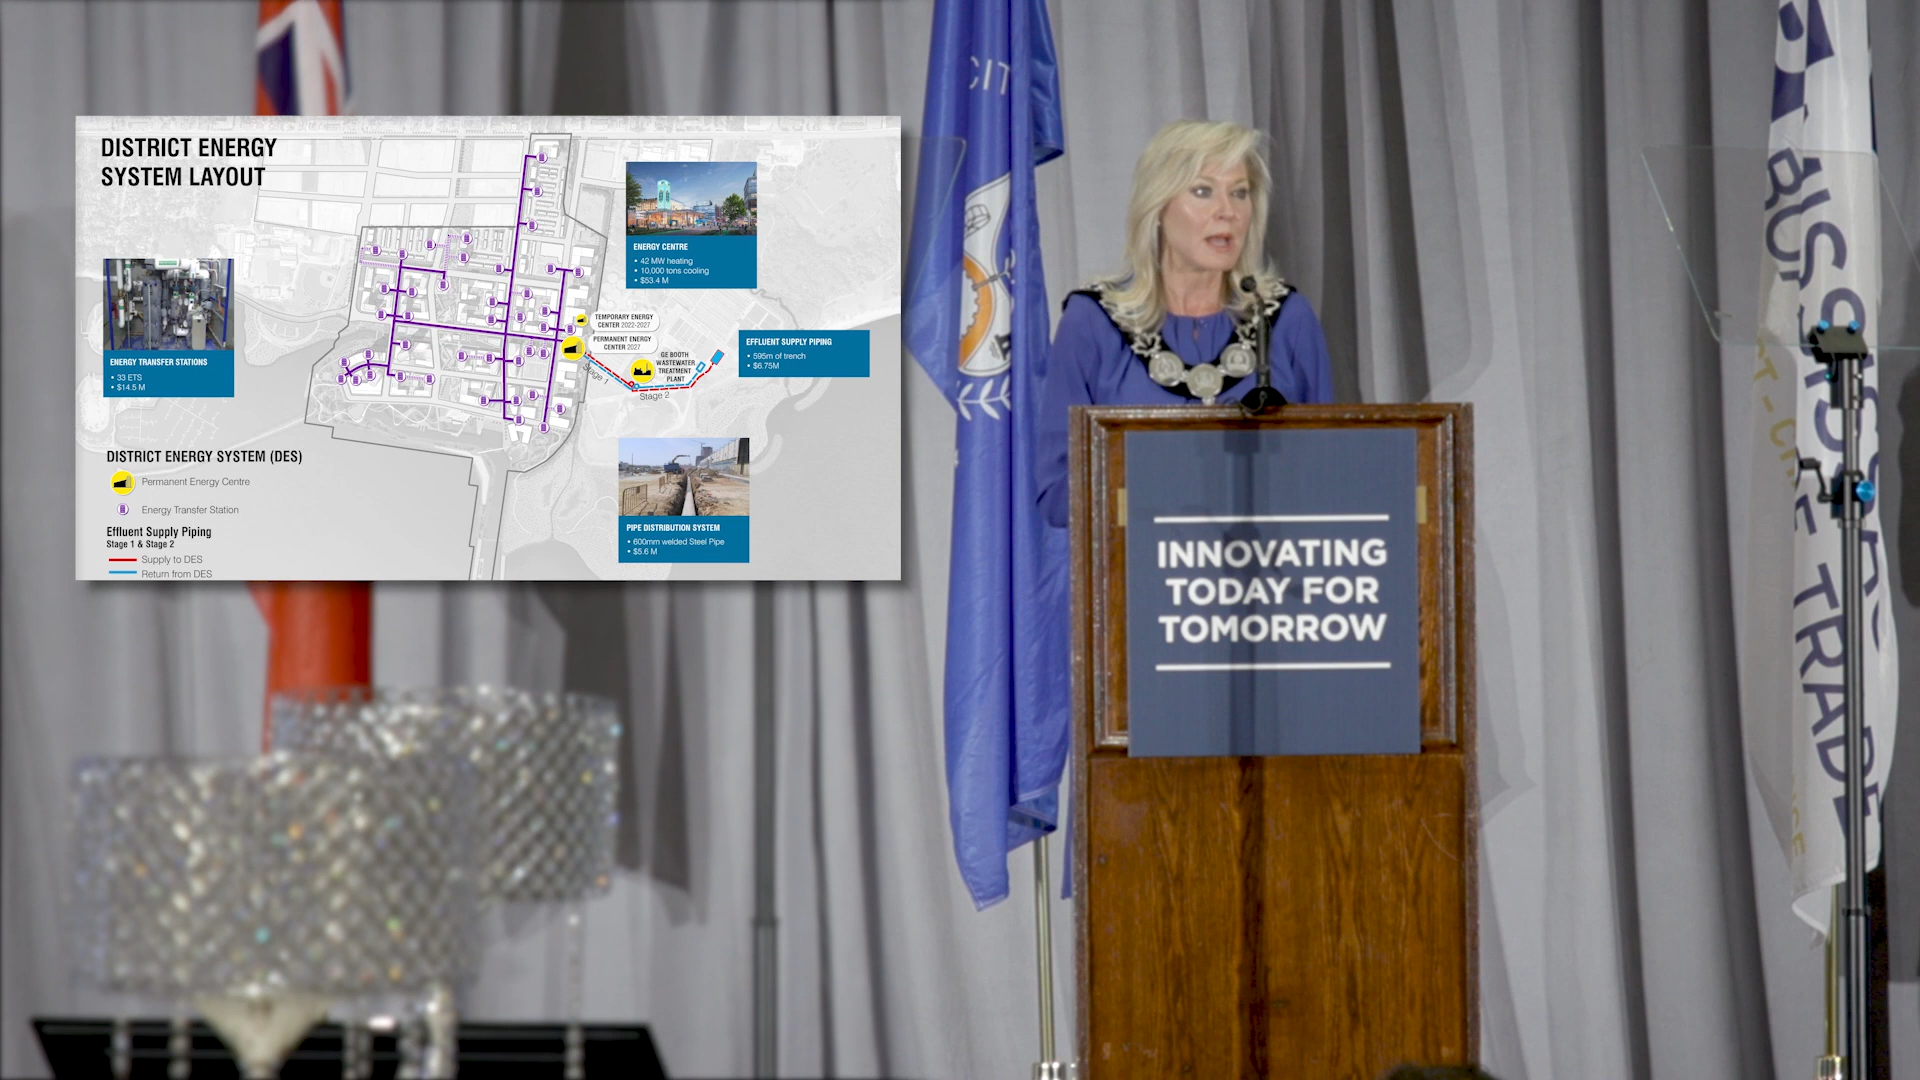 DISTRICT ENERGY
SYSTEM LAYOUT
ENERGY CENTRE
• 42 MW heating
• 10,000 tons cooling
• $53.4 M
ENERGY TRANSFER STATIONS
• 33 ETS
• $14.5 M
TEMPORARY ENERGY
CENTER 2022-2027
PERMANENT ENERGY
CENTER 2027
GE BOOTH
WASTEWATER
TREATMENT
PLANT
Stage 1
Stage 2
EFFLUENT SUPPLY PIPING
• 595m of trench
• $6.75M
PIPE DISTRIBUTION SYSTEM
• 600mm welded Steel Pipe
• $5.6 M
DISTRICT ENERGY SYSTEM (DES)
Permanent Energy Centre
Energy Transfer Station
Effluent Supply Piping
Stage 1 & Stage 2
Supply to DES
Return from DES
CIT
INNOVATING
TODAY FOR
TOMORROW
OF TRADE